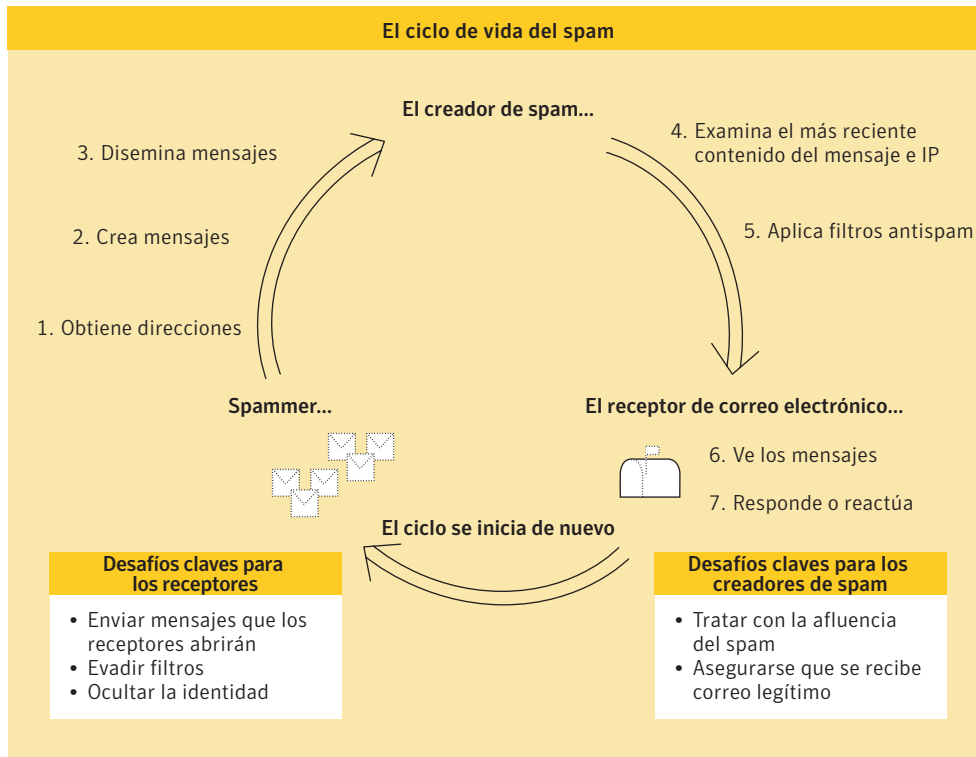 El ciclo de vida del spam
El creador de spam...
3. Disemina mensajes
2. Crea mensajes
1. Obtiene direcciones
4. Examina el más reciente
contenido del mensaje e IP
5. Aplica filtros antispam
Spammer...
El receptor de correo electrónico...
6. Ve los mensajes
7. Responde o reactúa
El ciclo se inicia de nuevo
Desafíos claves para
los receptores
• Enviar mensajes que los
receptores abrirán
• Evadir filtros
• Ocultar la identidad
Desafíos claves para los
creadores de spam
• Tratar con la afluencia
del spam
• Asegurarse que se recibe
correo legítimo